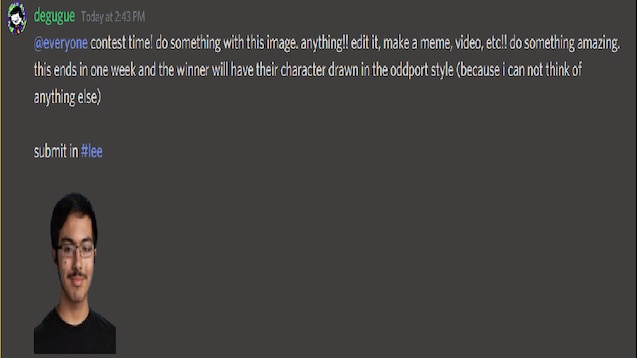 degugue Today at 2:43 PM
@everyone contest time! do something with this image. anything!! edit it, make a meme, video, etc!! do something amazing.
this ends in one week and the winner will have their character drawn in the oddport style (because i can not think of
anything else)
submit in #lee